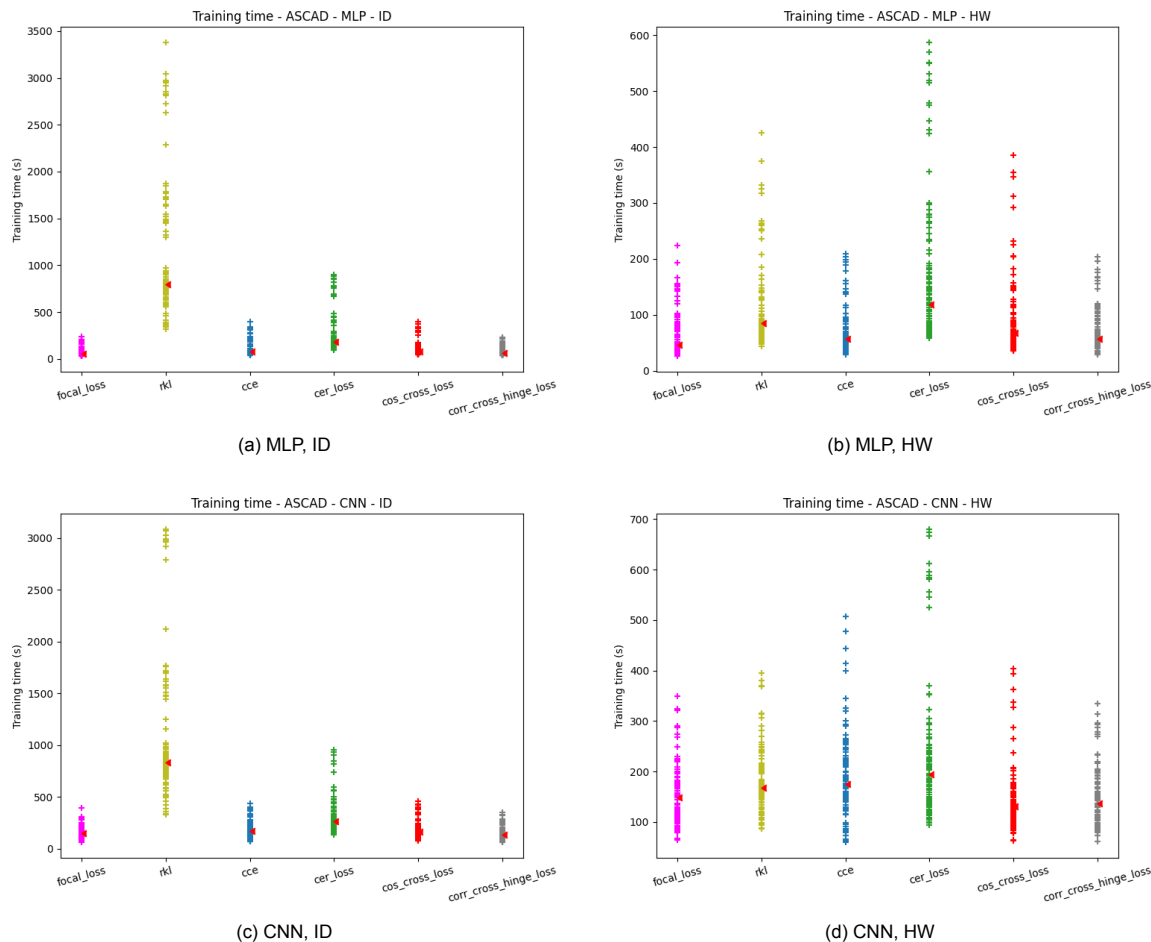 Training time - ASCAD - MLP - ID
Training time (s)
3500
3000
2500
2000
1500
1000
500
0
focal_loss
rkl
cce
cer_loss
cos_cross_loss
corr_cross_hinge_loss
(a) MLP, ID
Training time - ASCAD - MLP - HW
Training time (s)
600
500
400
300
200
100
0
focal_loss
rkl
cce
cer_loss
cos_cross_loss
corr_cross_hinge_loss
(b) MLP, HW
Training time - ASCAD - CNN - ID
Training time (s)
3000
2500
2000
1500
1000
500
0
focal_loss
rkl
cce
cer_loss
cos_cross_loss
corr_cross_hinge_loss
(c) CNN, ID
Training time - ASCAD - CNN - HW
Training time (s)
700
600
500
400
300
200
100
focal_loss
rkl
cce
cer_loss
cos_cross_loss
corr_cross_hinge_loss
(d) CNN, HW